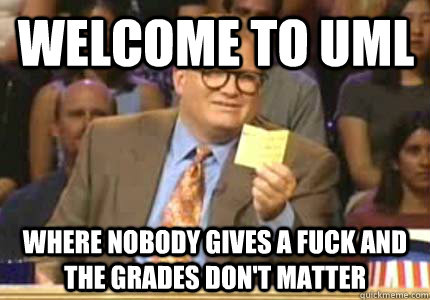 WELCOME TO UML
WHERE NOBODY GIVES A FUCK AND
THE GRADES DON'T MATTER
quickmeme.com